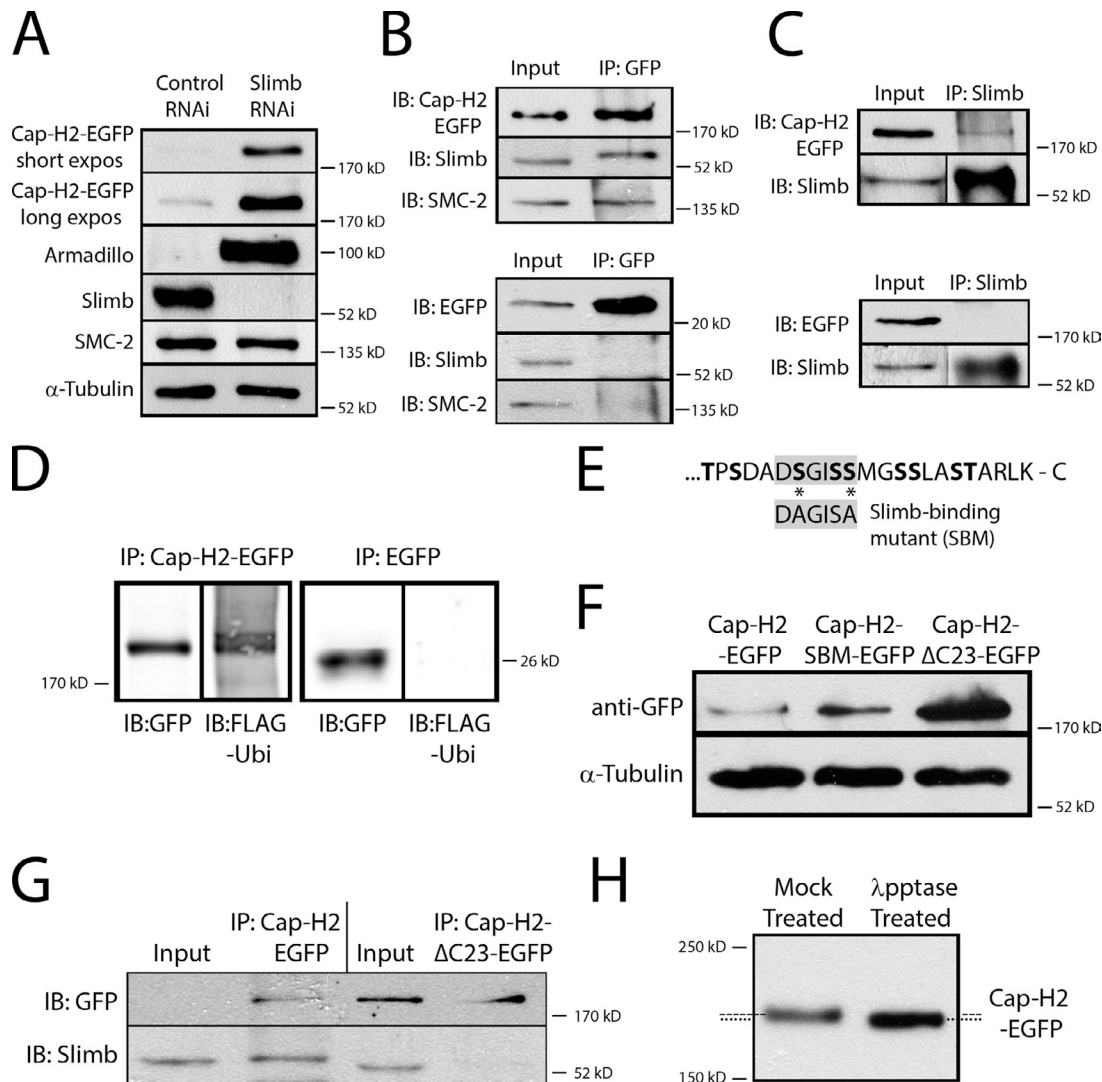 A
Control
RNAi
Slimb
RNAi
Cap-H2-EGFP
short expos
170 kD
Cap-H2-EGFP
long expos
170 kD
Armadillo
100 kD
Slimb
52 kD
SMC-2
135 kD
α-Tubulin
52 kD
B
Input
IP: GFP
IB: Cap-H2
EGFP
170 kD
IB: Slimb
52 kD
IB: SMC-2
135 kD
Input
IP: GFP
IB: EGFP
20 kD
IB: Slimb
52 kD
IB: SMC-2
135 kD
C
Input
IP: Slimb
IB: Cap-H2
EGFP
170 kD
IB: Slimb
52 kD
Input
IP: Slimb
IB: EGFP
170 kD
IB: Slimb
52 kD
D
IP: Cap-H2-EGFP
IP: EGFP
170 kD
26 kD
IB:GFP
IB:FLAG
-Ubi
IB:GFP
IB:FLAG
-Ubi
E
...TPSDADSGISSMGSSLASTARLK - C
* *
DAGISA
Slimb-binding
mutant (SBM)
F
Cap-H2
-EGFP
Cap-H2-
SBM-EGFP
Cap-H2-
ΔC23-EGFP
anti-GFP
170 kD
α-Tubulin
52 kD
G
Input
IP: Cap-H2
EGFP
Input
IP: Cap-H2-
ΔC23-EGFP
IB: GFP
170 kD
IB: Slimb
52 kD
H
Mock
Treated
λpptase
Treated
250 kD
Cap-H2
-EGFP
150 kD